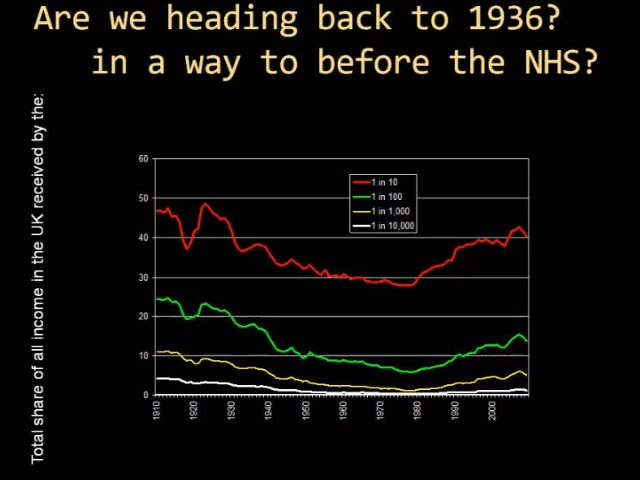 Are we heading back to 1936?
in a way to before the NHS?
Total share of all income in the UK received by the:
60
50
40
30
20
10
0
1 in 10
1 in 100
1 in 1,000
1 in 10,000
1910
1920
1930
1940
1950
1960
1970
1980
1990
2000